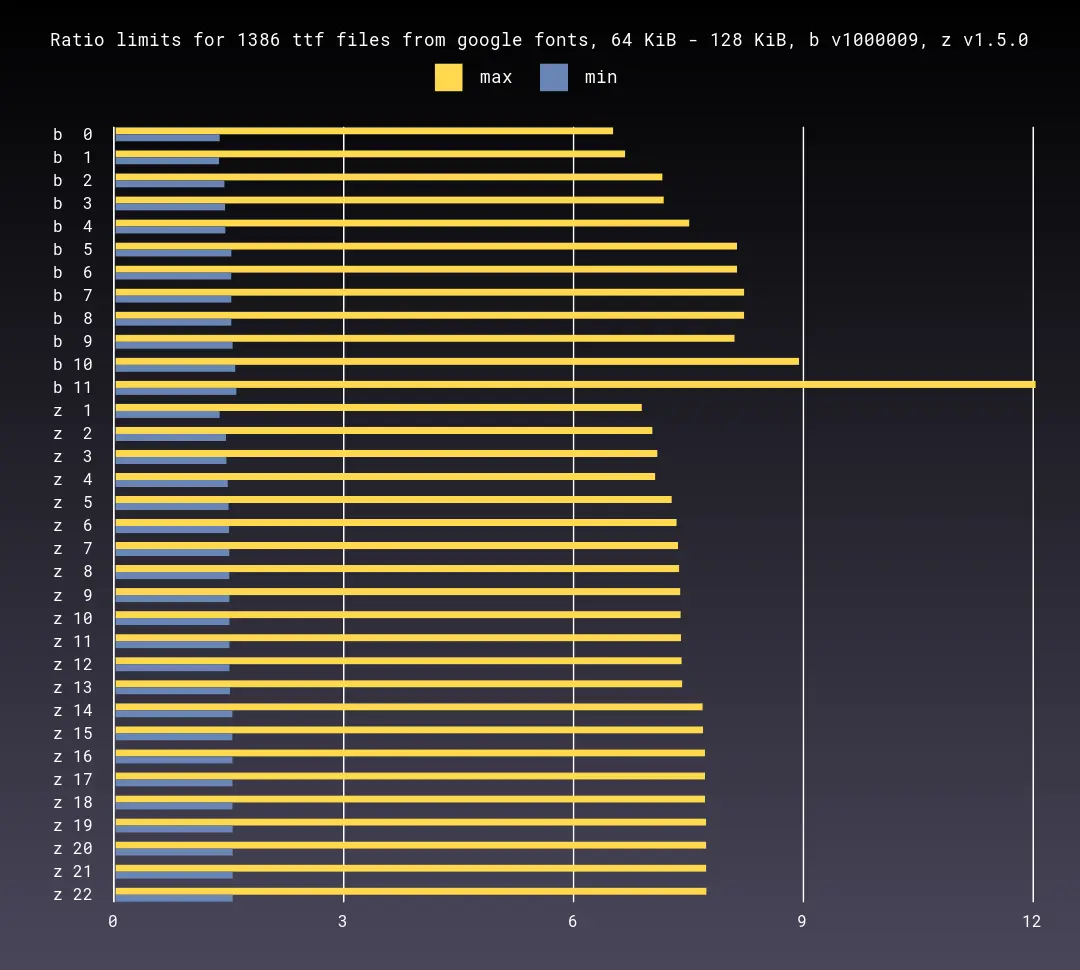 Ratio limits for 1386 ttf files from google fonts, 64 KiB - 128 KiB, b v1000009, z v1.5.0
max min
b 0
b 1
b 2
b 3
b 4
b 5
b 6
b 7
b 8
b 9
b 10
b 11
z 1
z 2
z 3
z 4
z 5
z 6
z 7
z 8
z 9
z 10
z 11
z 12
z 13
z 14
z 15
z 16
z 17
z 18
z 19
z 20
z 21
z 22
0 3 6 9 12